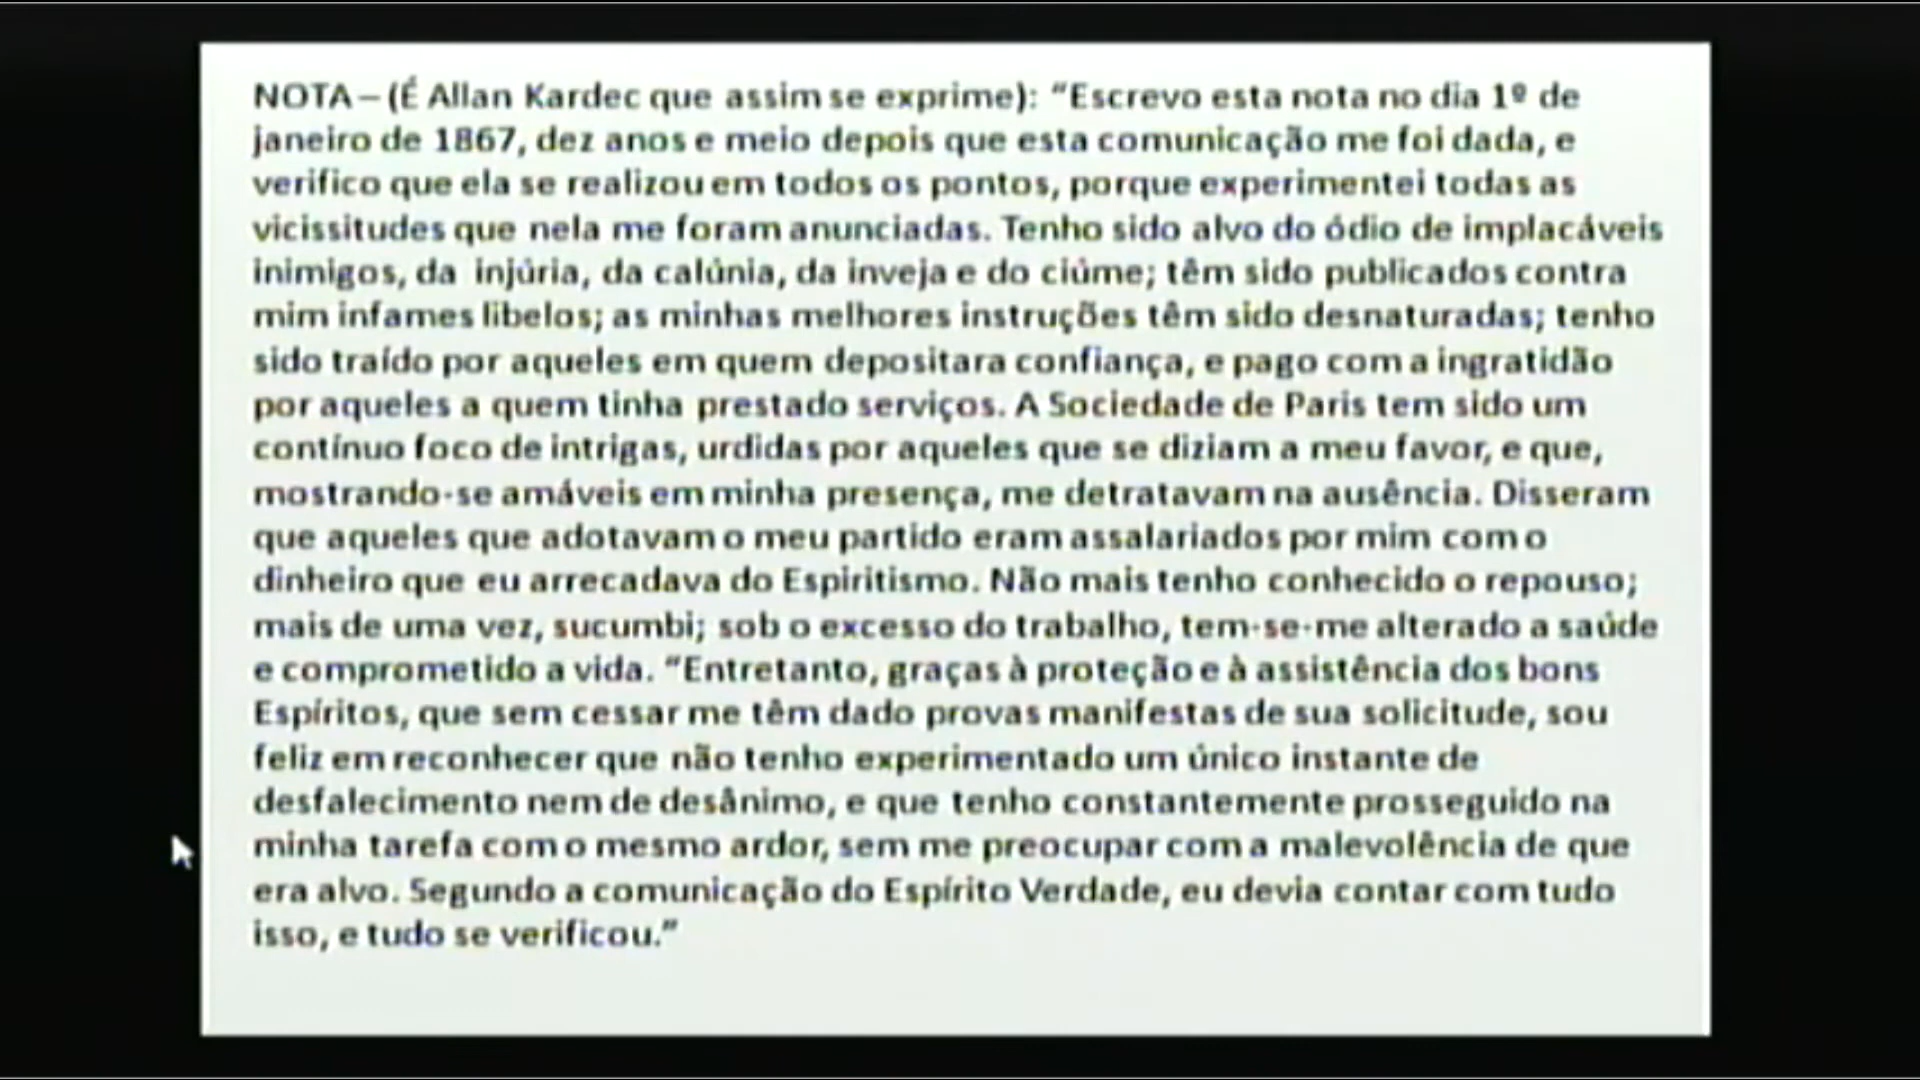 NOTA – (É Allan Kardec que assim se exprime): “Escrevo esta nota no dia 1º de
janeiro de 1867, dez anos e meio depois que esta comunicação me foi dada, e
verifico que ela se realizou em todos os pontos, porque experimentei todas as
vicissitudes que nela me foram anunciadas. Tenho sido alvo do ódio de implacáveis
inimigos, da injúria, da calúnia, da inveja e do ciúme; têm sido publicados contra
mim infames libelos; as minhas melhores instruções têm sido desnaturadas; tenho
sido traído por aqueles em quem depositara confiança, e pago com a ingratidão
por aqueles a quem tinha prestado serviços. A Sociedade de Paris tem sido um
contínuo foco de intrigas, urdidas por aqueles que se diziam a meu favor, e que,
mostrando-se amáveis em minha presença, me detratavam na ausência. Disseram
que aqueles que adotavam o meu partido eram assalariados por mim com o
dinheiro que eu arrecadava do Espiritismo. Não mais tenho conhecido o repouso;
mais de uma vez, sucumbi; sob o excesso do trabalho, tem-se-me alterado a saúde
e comprometido a vida. “Entretanto, graças à proteção e à assistência dos bons
Espíritos, que sem cessar me têm dado provas manifestas de sua solicitude, sou
feliz em reconhecer que não tenho experimentado um único instante de
desfalecimento nem de desânimo, e que tenho constantemente prosseguido na
minha tarefa com o mesmo ardor, sem me preocupar com a malevolência de que
era alvo. Segundo a comunicação do Espírito Verdade, eu devia contar com tudo
isso, e tudo se verificou.”